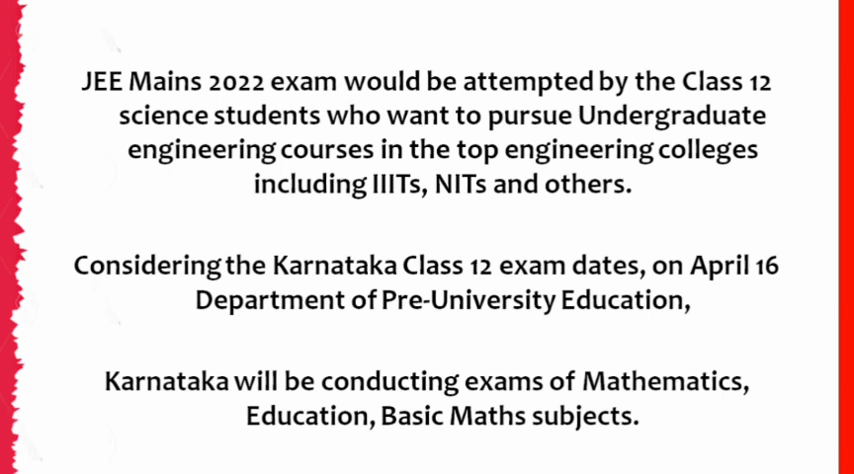 JEE Mains 2022 exam would be attempted by the Class 12
science students who want to pursue Undergraduate
engineering courses in the top engineering colleges
including IIITs, NITs and others.
Considering the Karnataka Class 12 exam dates, on April 16
Department of Pre-University Education,
Karnataka will be conducting exams of Mathematics,
Education, Basic Maths subjects.